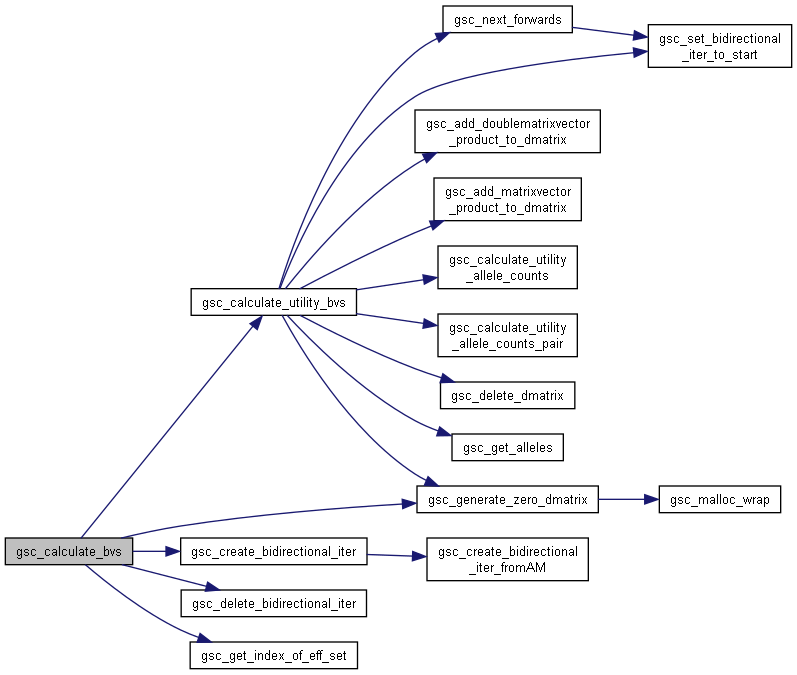 gsc_next_forwards
gsc_set_bidirectional
_iter_to_start
gsc_add_doublematrixvector
_product_to_dmatrix
gsc_add_matrixvector
_product_to_dmatrix
gsc_calculate_utility
_allele_counts
gsc_calculate_utility_bvs
gsc_calculate_utility
_allele_counts_pair
gsc_delete_dmatrix
gsc_get_alleles
gsc_generate_zero_dmatrix
gsc_malloc_wrap
gsc_calculate_bvs
gsc_create_bidirectional_iter
gsc_create_bidirectional
_iter_fromAM
gsc_delete_bidirectional_iter
gsc_get_index_of_eff_set